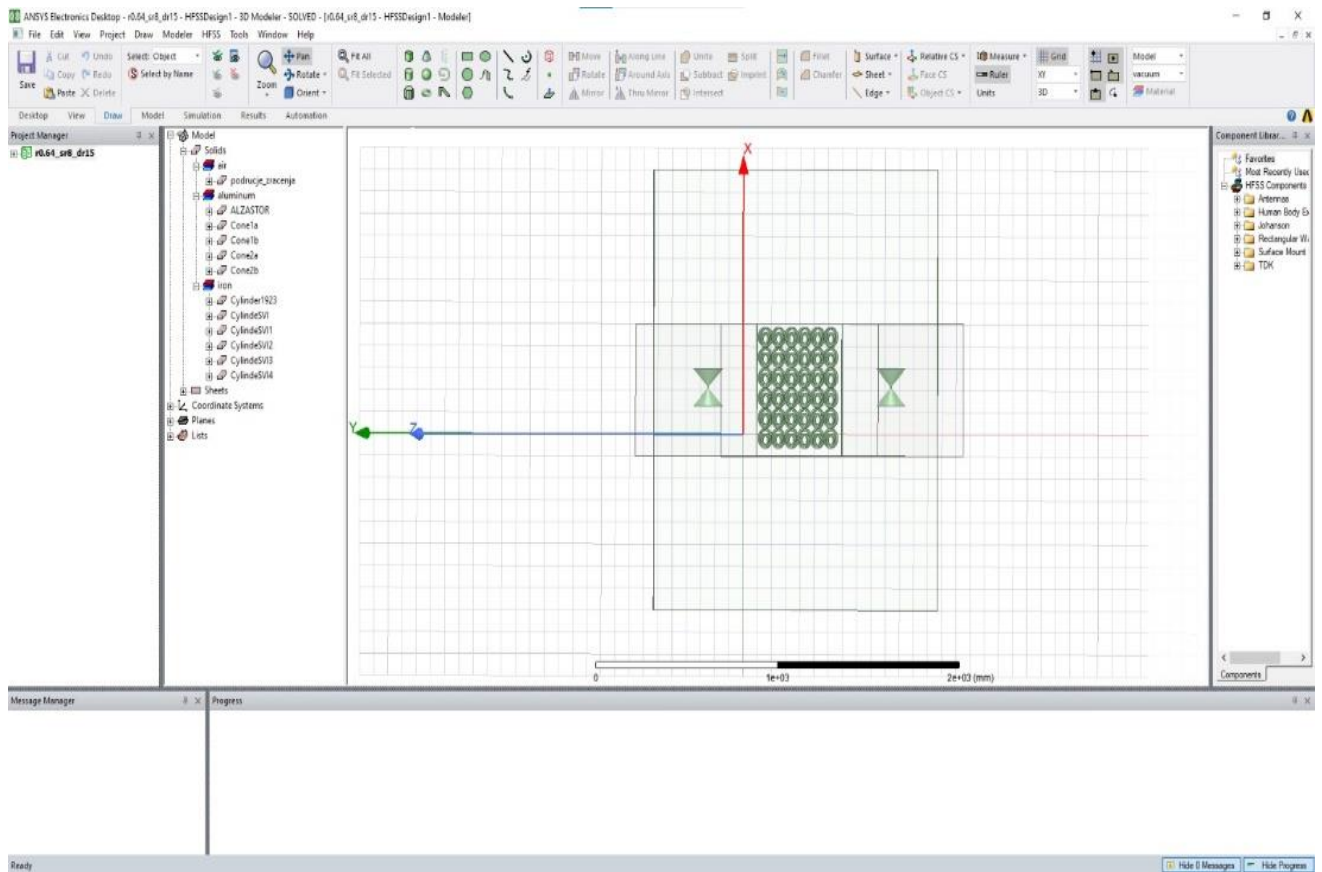 ANSYS Electronics Desktop - r0.64_sr8_dr15 - HFSSDesign1 - 3D Modeler - SOLVED - [r0.64_sr8_dr15 - HFSSDesign1 - Modeler]
File Edit View Project Draw Modeler HFSS Tools Window Help
Save
Cut Undo
Copy Redo
Paste Delete
Select: Object
Select by Name
Zoom
Pan
Rotate
Orient
Fit All
Fit Selected
Move Along Line Unite Split Fillet
Rotate Around Axis Subtract Imprint Chamfer
Mirror Thru Mirror Intersect
Surface Relative CS Measure Grid Model
Sheet Face CS Ruler XY vacuum
Edge Object CS Units 3D Material
Desktop View Draw Model Simulation Results Automation
Project Manager
r0.64_sr8_dr15
Model
Solids
air
podrucje_zracenja
aluminum
ALZASTOR
Cone1a
Cone1b
Cone2a
Cone2b
iron
Cylinder1923
CylindeSVI
CylindeSVI1
CylindeSVI2
CylindeSVI3
CylindeSVI4
Sheets
Coordinate Systems
Planes
Lists
X
Y
Z
0 1e+03 2e+03 (mm)
Component Librar...
Favorites
Most Recently Used
HFSS Components
Antennas
Human Body Ex
Johanson
Rectangular W
Surface Mount
TDK
Components
Message Manager
Progress
Ready
Hide 0 Messages Hide Progress